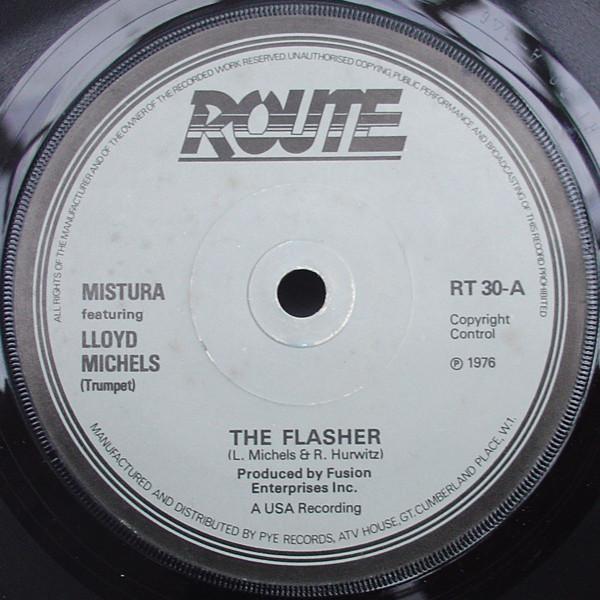 ALL RIGHTS OF THE MANUFACTURER AND OF THE OWNER OF THE RECORDED WORK RESERVED. UNAUTHORISED COPYING, PUBLIC PERFORMANCE AND BROADCASTING OF THIS RECORD PROHIBITED
ROUTE
MISTURA
featuring
LLOYD
MICHELS
(Trumpet)
RT 30-A
Copyright
Control
℗ 1976
THE FLASHER
(L. Michels & R. Hurwitz)
Produced by Fusion
Enterprises Inc.
A USA Recording
MANUFACTURED AND DISTRIBUTED BY PYE RECORDS, ATV HOUSE, GT. CUMBERLAND PLACE, W.1.